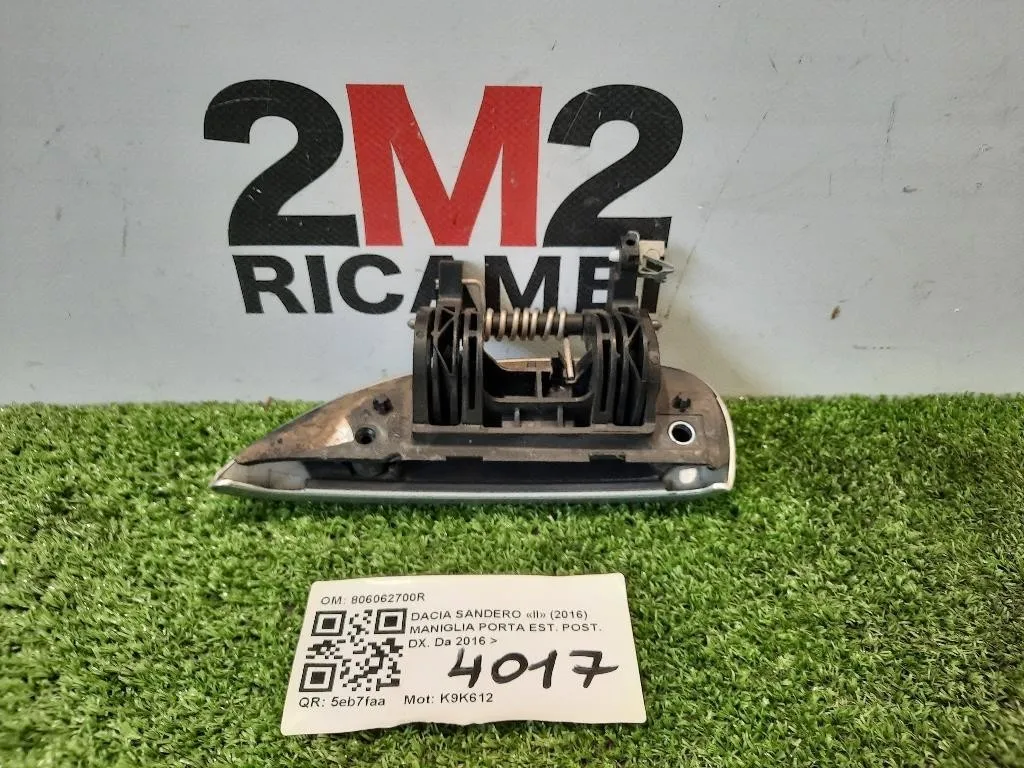 2M2
RICAMBI
OM: 806062700R
DACIA SANDERO «II» (2016)
MANIGLIA PORTA EST. POST.
DX. Da 2016 >
4017
QR: 5eb7faa Mot: K9K612